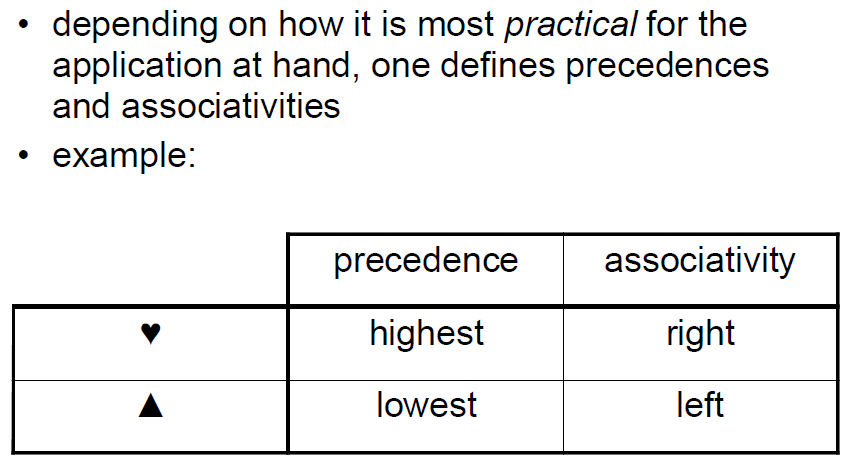 • depending on how it is most practical for the
application at hand, one defines precedences
and associativities
• example:
precedence associativity
♥ highest right
▲ lowest left